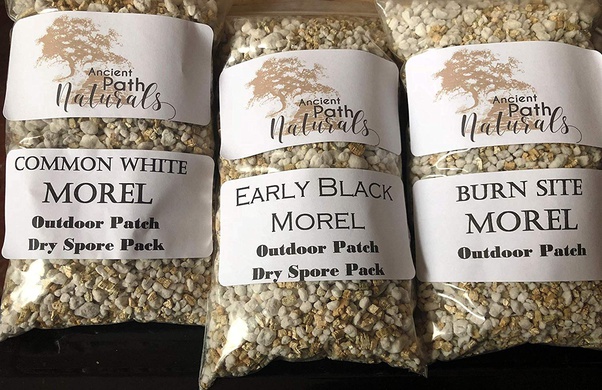 Ancient
Path
Naturals
COMMON WHITE
MOREL
Outdoor Patch
Dry Spore Pack
Ancient
Path
Naturals
EARLY BLACK
MOREL
Outdoor Patch
Dry Spore Pack
Ancient
Path
Naturals
BURN SITE
MOREL
Outdoor Patch